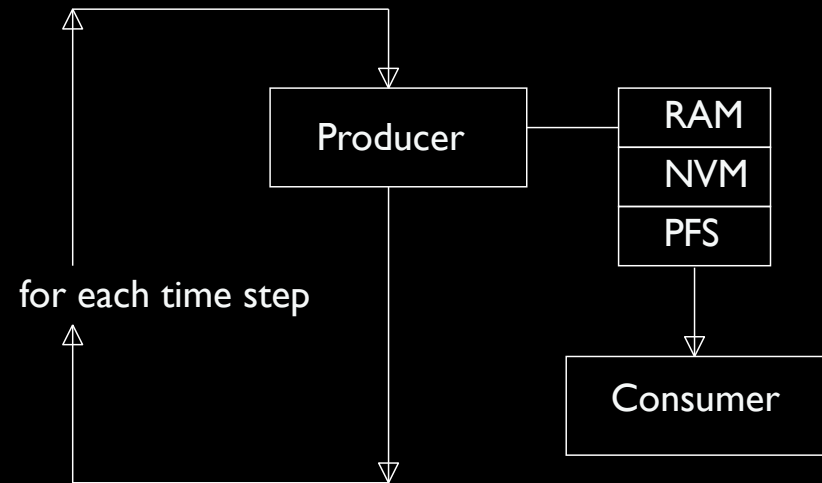 Producer
RAM
NVM
PFS
for each time step
Consumer